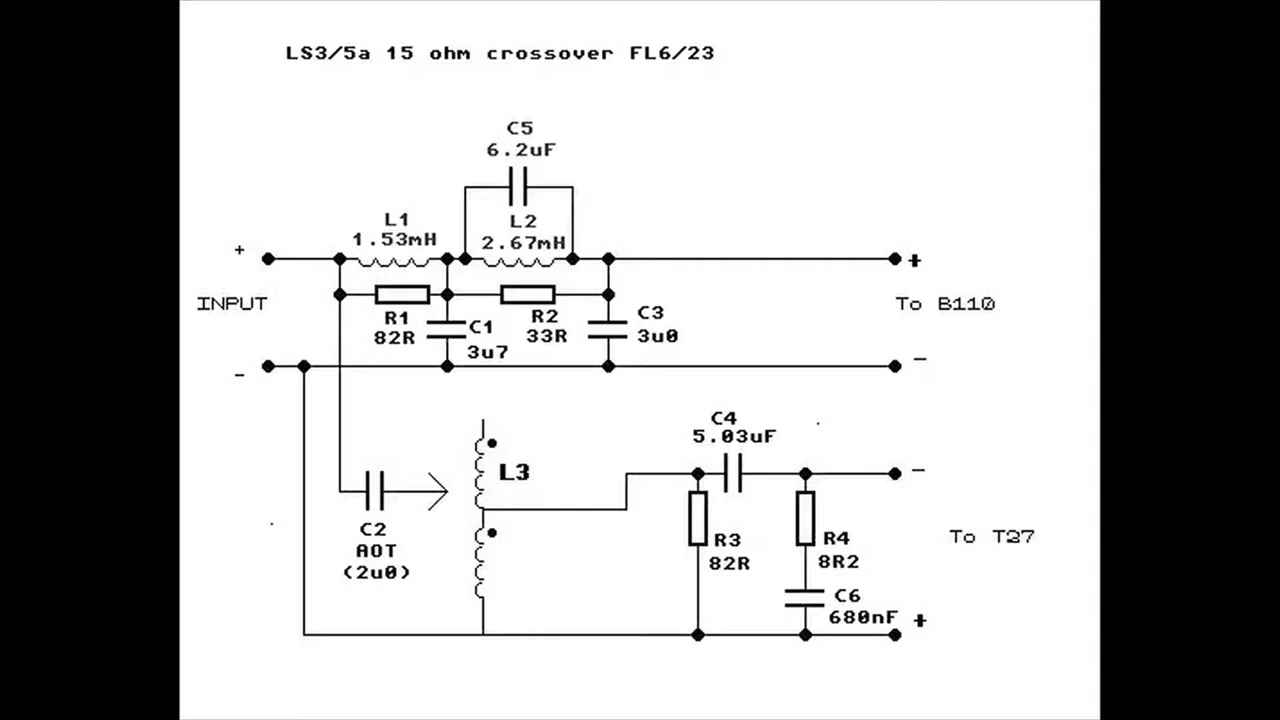 LS3/5a 15 ohm crossover FL6/23
C5
6.2uF
L1
1.53mH
L2
2.67mH
+
+
INPUT
To B110
R1
82R
C1
3u7
R2
33R
C3
3u0
-
-
C4
5.03uF
L3
-
C2
AOT
(2u0)
R3
82R
R4
8R2
To T27
C6
680nF
+